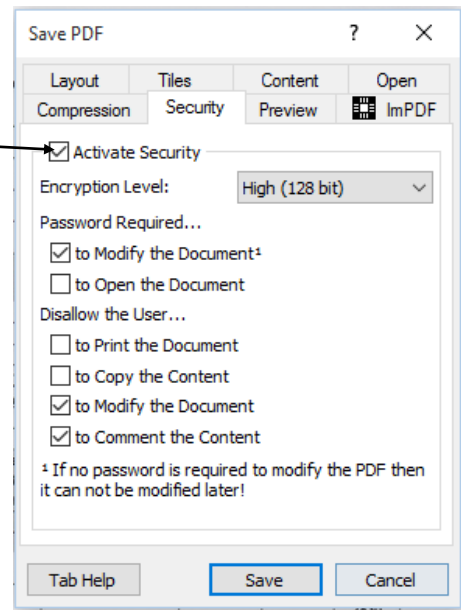 Save PDF ? ×
Layout Tiles Content Open
Compression Security Preview ImPDF
Activate Security
Encryption Level: High (128 bit)
Password Required...
to Modify the Document¹
to Open the Document
Disallow the User...
to Print the Document
to Copy the Content
to Modify the Document
to Comment the Content
¹ If no password is required to modify the PDF then
it can not be modified later!
Tab Help Save Cancel